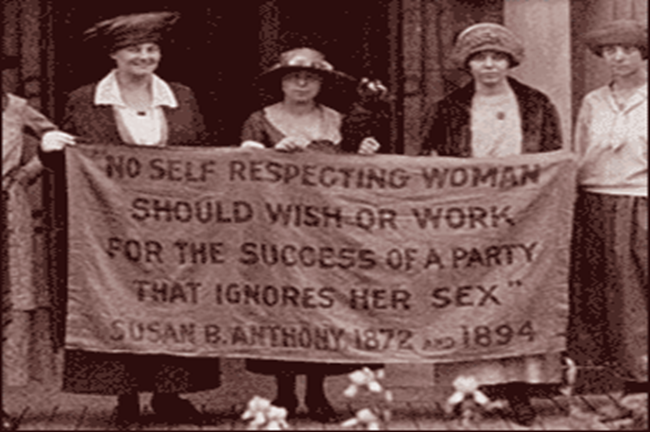 "NO SELF RESPECTING WOMAN
SHOULD WISH OR WORK
FOR THE SUCCESS OF A PARTY
THAT IGNORES HER SEX"
SUSAN B. ANTHONY 1872 AND 1894